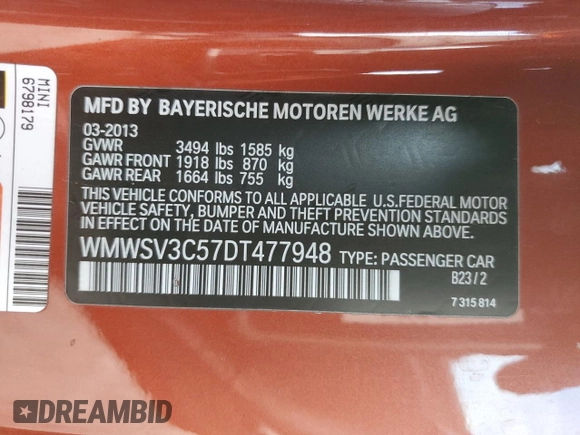 MINI
6798179
MFD BY BAYERISCHE MOTOREN WERKE AG
03-2013
GVWR 3494 lbs 1585 kg
GAWR FRONT 1918 lbs 870 kg
GAWR REAR 1664 lbs 755 kg
THIS VEHICLE CONFORMS TO ALL APPLICABLE U.S.FEDERAL MOTOR
VEHICLE SAFETY, BUMPER AND THEFT PREVENTION STANDARDS
IN EFFECT ON THE DATE OF MANUFACTURE SHOWN ABOVE.
WMWSV3C57DT477948 TYPE: PASSENGER CAR
B23/2
7 315 814
DREAMBID